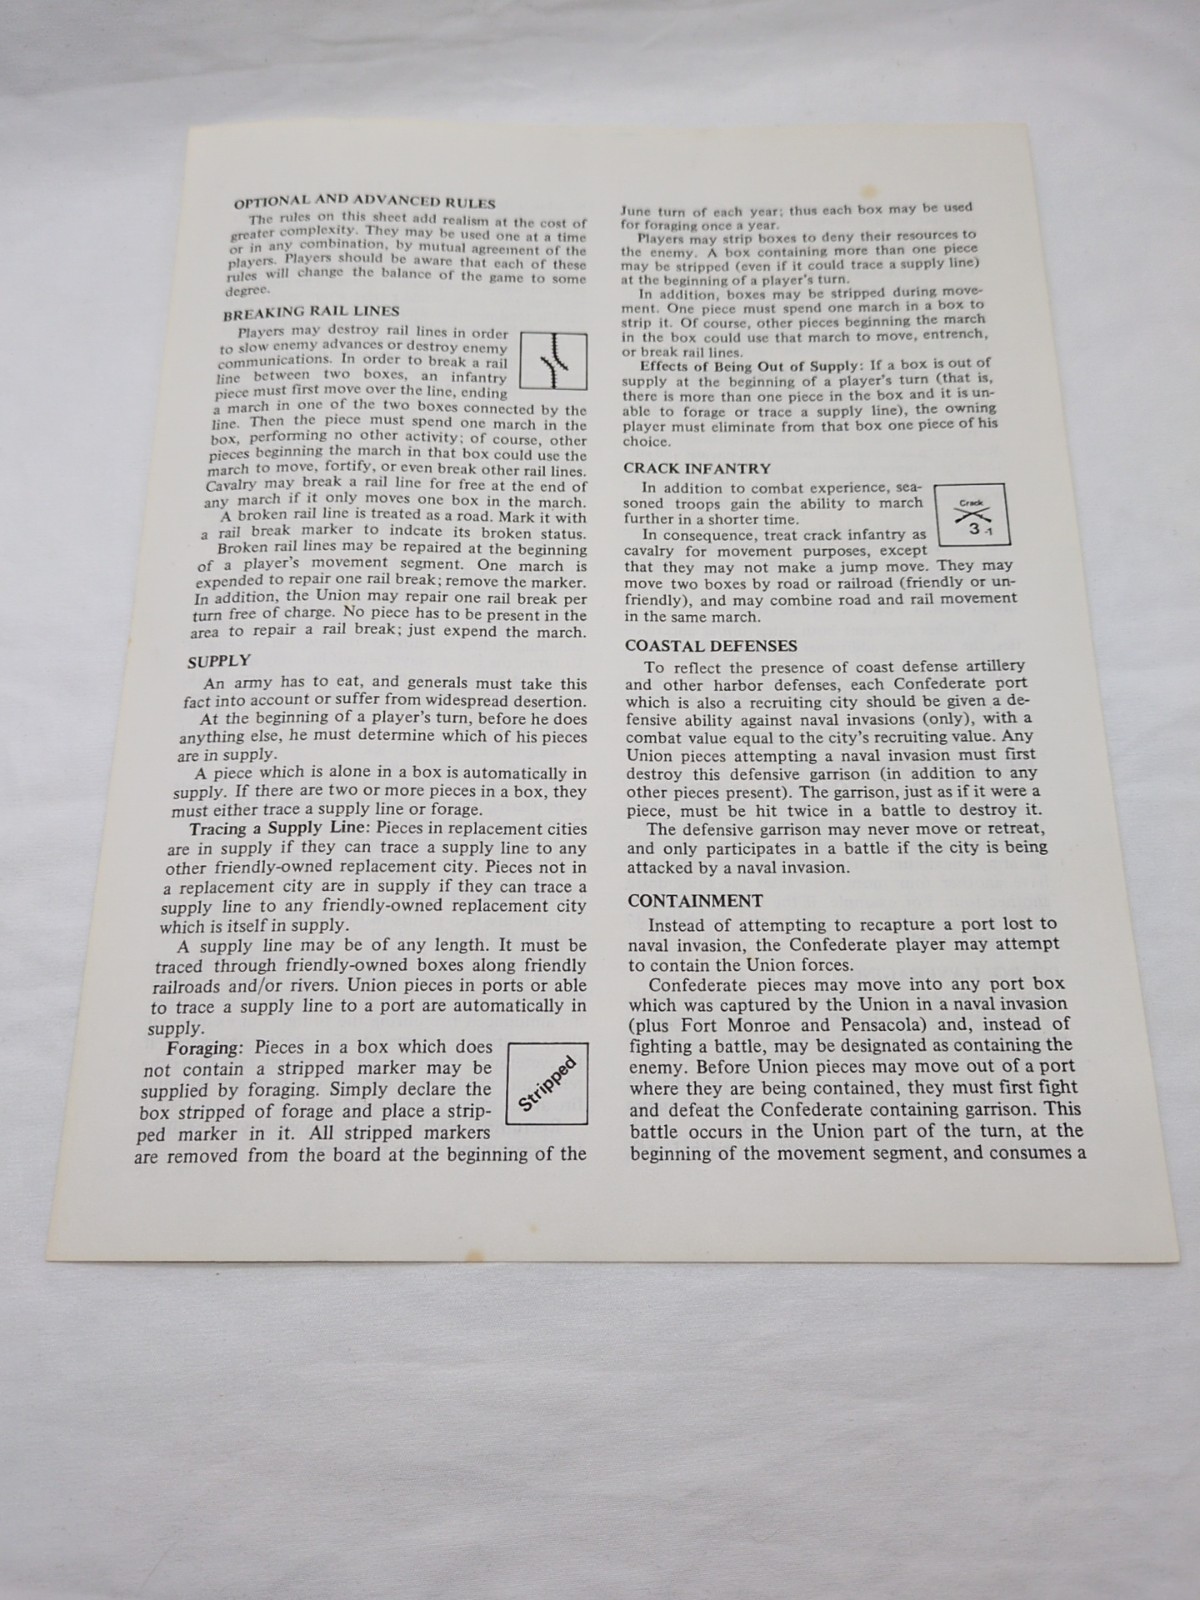 OPTIONAL AND ADVANCED RULES
The rules on this sheet add realism at the cost of
greater complexity. They may be used one at a time
or in any combination, by mutual agreement of the
players. Players should be aware that each of these
rules will change the balance of the game to some
degree.
BREAKING RAIL LINES
Players may destroy rail lines in order
to slow enemy advances or destroy enemy
communications. In order to break a rail
line between two boxes, an infantry
piece must first move over the line, ending
a march in one of the two boxes connected by the
line. Then the piece must spend one march in the
box, performing no other activity; of course, other
pieces beginning the march in that box could use the
march to move, fortify, or even break other rail lines.
Cavalry may break a rail line for free at the end of
any march if it only moves one box in the march.
A broken rail line is treated as a road. Mark it with
a rail break marker to indcate its broken status.
Broken rail lines may be repaired at the beginning
of a player's movement segment. One march is
expended to repair one rail break; remove the marker.
In addition, the Union may repair one rail break per
turn free of charge. No piece has to be present in the
area to repair a rail break; just expend the march.
SUPPLY
An army has to eat, and generals must take this
fact into account or suffer from widespread desertion.
At the beginning of a player's turn, before he does
anything else, he must determine which of his pieces
are in supply.
A piece which is alone in a box is automatically in
supply. If there are two or more pieces in a box, they
must either trace a supply line or forage.
Tracing a Supply Line: Pieces in replacement cities
are in supply if they can trace a supply line to any
other friendly-owned replacement city. Pieces not in
a replacement city are in supply if they can trace a
supply line to any friendly-owned replacement city
which is itself in supply.
A supply line may be of any length. It must be
traced through friendly-owned boxes along friendly
railroads and/or rivers. Union pieces in ports or able
to trace a supply line to a port are automatically in
supply.
Foraging: Pieces in a box which does
not contain a stripped marker may be
supplied by foraging. Simply declare the
box stripped of forage and place a strip-
ped marker in it. All stripped markers
are removed from the board at the beginning of the
Stripped
June turn of each year; thus each box may be used
for foraging once a year.
Players may strip boxes to deny their resources to
the enemy. A box containing more than one piece
may be stripped (even if it could trace a supply line)
at the beginning of a player's turn.
In addition, boxes may be stripped during move-
ment. One piece must spend one march in a box to
strip it. Of course, other pieces beginning the march
in the box could use that march to move, entrench,
or break rail lines.
Effects of Being Out of Supply: If a box is out of
supply at the beginning of a player's turn (that is,
there is more than one piece in the box and it is un-
able to forage or trace a supply line), the owning
player must eliminate from that box one piece of his
choice.
CRACK INFANTRY
In addition to combat experience, sea-
soned troops gain the ability to march
further in a shorter time.
In consequence, treat crack infantry as
cavalry for movement purposes, except
that they may not make a jump move. They may
move two boxes by road or railroad (friendly or un-
friendly), and may combine road and rail movement
in the same march.
Crack
3 -1
COASTAL DEFENSES
To reflect the presence of coast defense artillery
and other harbor defenses, each Confederate port
which is also a recruiting city should be given a de-
fensive ability against naval invasions (only), with a
combat value equal to the city's recruiting value. Any
Union pieces attempting a naval invasion must first
destroy this defensive garrison (in addition to any
other pieces present). The garrison, just as if it were a
piece, must be hit twice in a battle to destroy it.
The defensive garrison may never move or retreat,
and only participates in a battle if the city is being
attacked by a naval invasion.
CONTAINMENT
Instead of attempting to recapture a port lost to
naval invasion, the Confederate player may attempt
to contain the Union forces.
Confederate pieces may move into any port box
which was captured by the Union in a naval invasion
(plus Fort Monroe and Pensacola) and, instead of
fighting a battle, may be designated as containing the
enemy. Before Union pieces may move out of a port
where they are being contained, they must first fight
and defeat the Confederate containing garrison. This
battle occurs in the Union part of the turn, at the
beginning of the movement segment, and consumes a